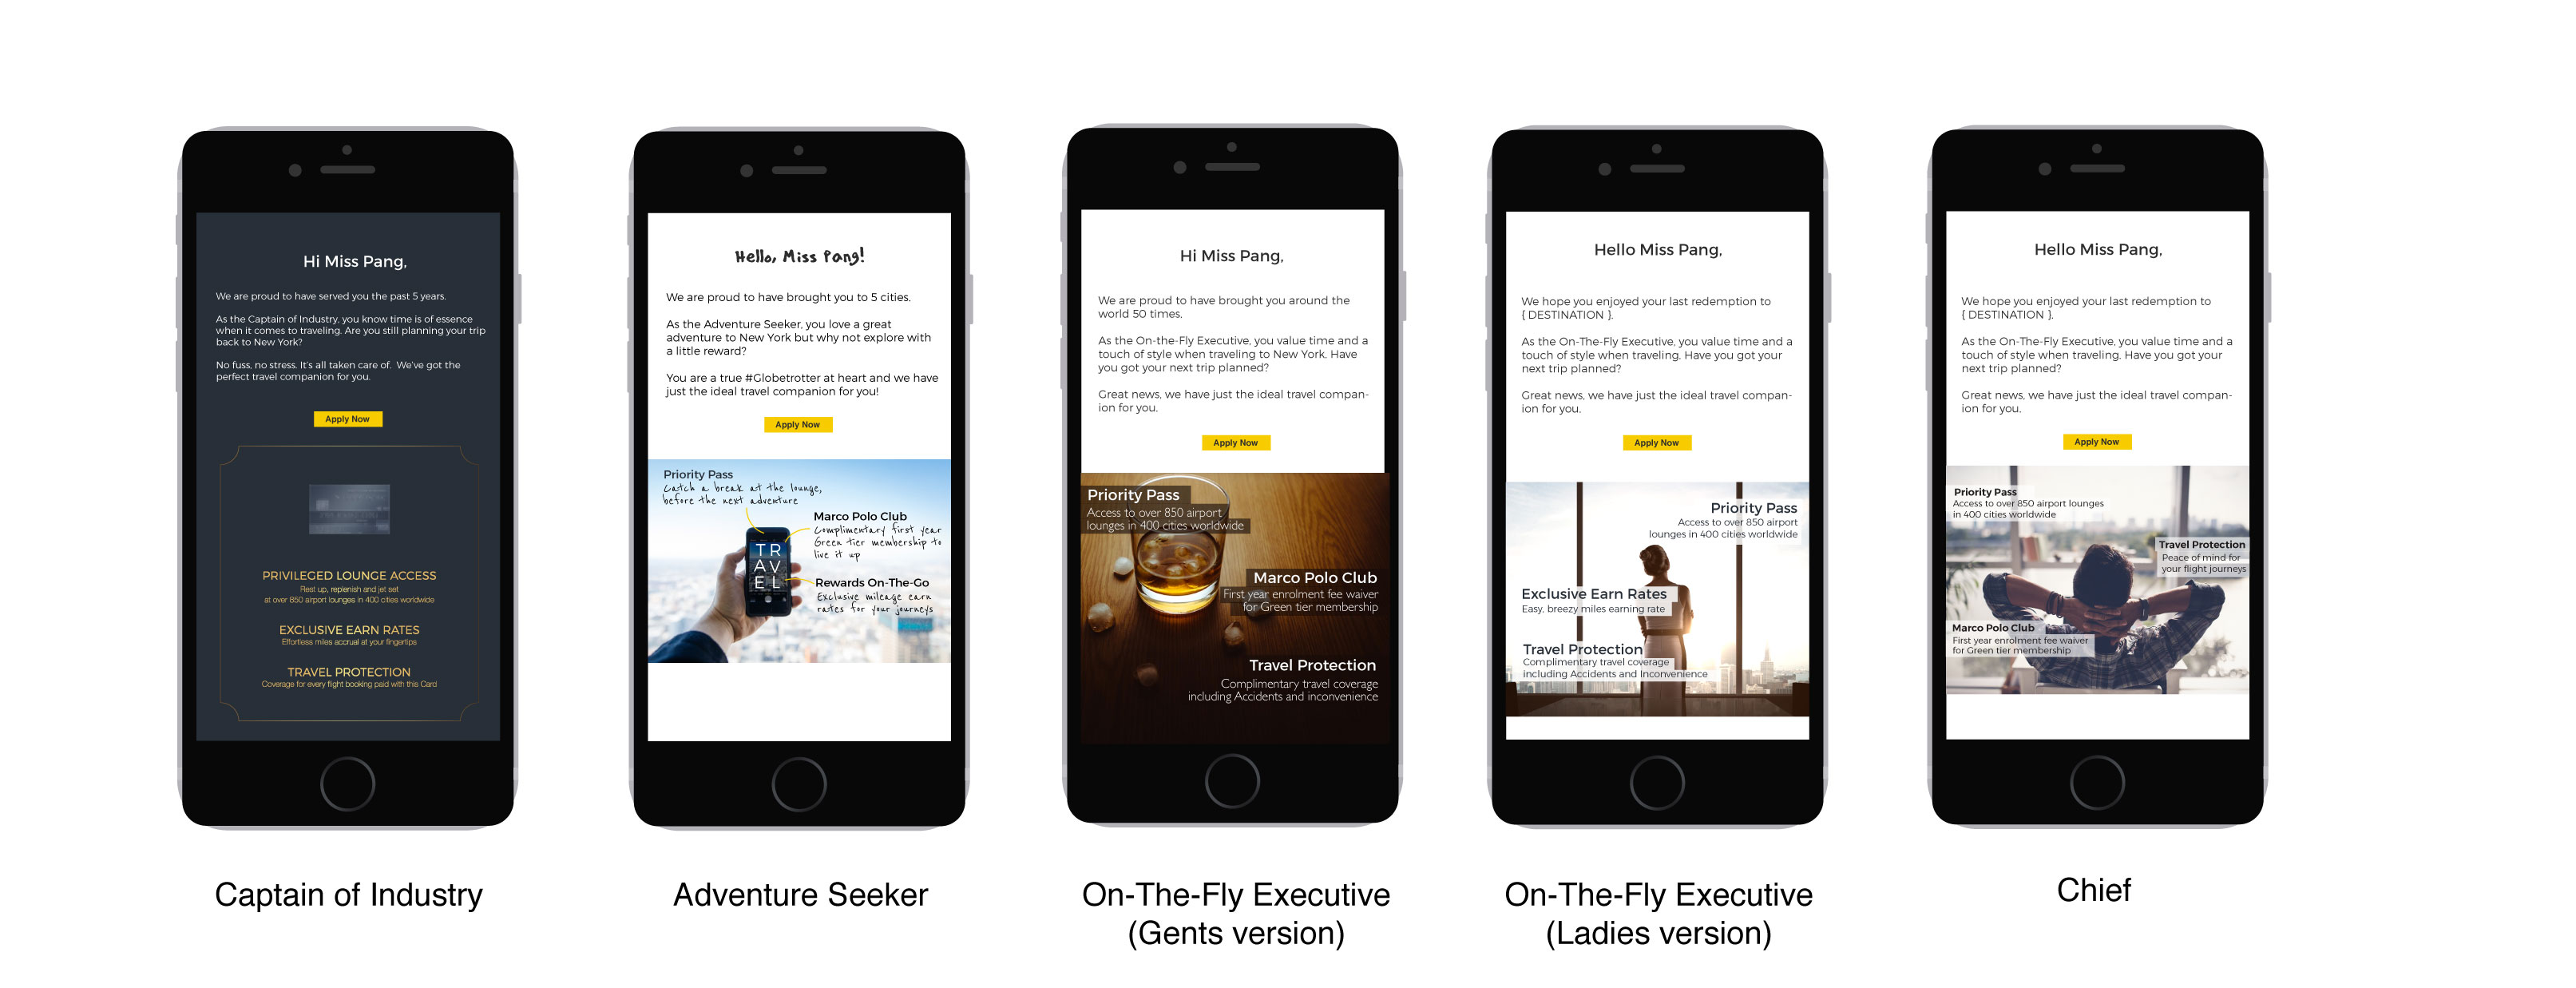 Hi Miss Pang,
We are proud to have served you the past 5 years.
As the Captain of Industry, you know time is of essence
when it comes to traveling. Are you still planning your trip
back to New York?
No fuss, no stress. It's all taken care of. We've got the
perfect travel companion for you.
Apply Now
PRIVILEGED LOUNGE ACCESS
Rest up, replenish and jet set
at over 850 airport lounges in 400 cities worldwide
EXCLUSIVE EARN RATES
Effortless miles accrual at your fingertips
TRAVEL PROTECTION
Coverage for every flight booking paid with this Card
Captain of Industry
Hello, Miss Pang!
We are proud to have brought you to 5 cities.
As the Adventure Seeker, you love a great
adventure to New York but why not explore with
a little reward?
You are a true #Globetrotter at heart and we have
just the ideal travel companion for you!
Apply Now
Priority Pass
Catch a break at the lounge,
before the next adventure
Marco Polo Club
Complimentary first year
Green tier membership to
live it up
TR
AV
EL
Rewards On-The-Go
Exclusive mileage earn
rates for your journeys
Adventure Seeker
Hi Miss Pang,
We are proud to have brought you around the
world 50 times.
As the On-the-Fly Executive, you value time and a
touch of style when traveling to New York. Have
you got your next trip planned?
Great news, we have just the ideal travel compan-
ion for you.
Apply Now
Priority Pass
Access to over 850 airport
lounges in 400 cities worldwide
Marco Polo Club
First year enrolment fee waiver
for Green tier membership
Travel Protection
Complimentary travel coverage
including Accidents and inconvenience
On-The-Fly Executive
(Gents version)
Hello Miss Pang,
We hope you enjoyed your last redemption to
{ DESTINATION }.
As the On-The-Fly Executive, you value time and a
touch of style when traveling. Have you got your
next trip planned?
Great news, we have just the ideal travel compan-
ion for you.
Apply Now
Priority Pass
Access to over 850 airport
lounges in 400 cities worldwide
Exclusive Earn Rates
Easy, breezy miles earning rate
Travel Protection
Complimentary travel coverage
including Accidents and Inconvenience
On-The-Fly Executive
(Ladies version)
Hello Miss Pang,
We hope you enjoyed your last redemption to
{ DESTINATION }.
As the On-The-Fly Executive, you value time and a
touch of style when traveling. Have you got your
next trip planned?
Great news, we have just the ideal travel compan-
ion for you.
Apply Now
Priority Pass
Access to over 850 airport lounges
in 400 cities worldwide
Travel Protection
Peace of mind for
your flight journeys
Marco Polo Club
First year enrolment fee waiver
for Green tier membership
Chief